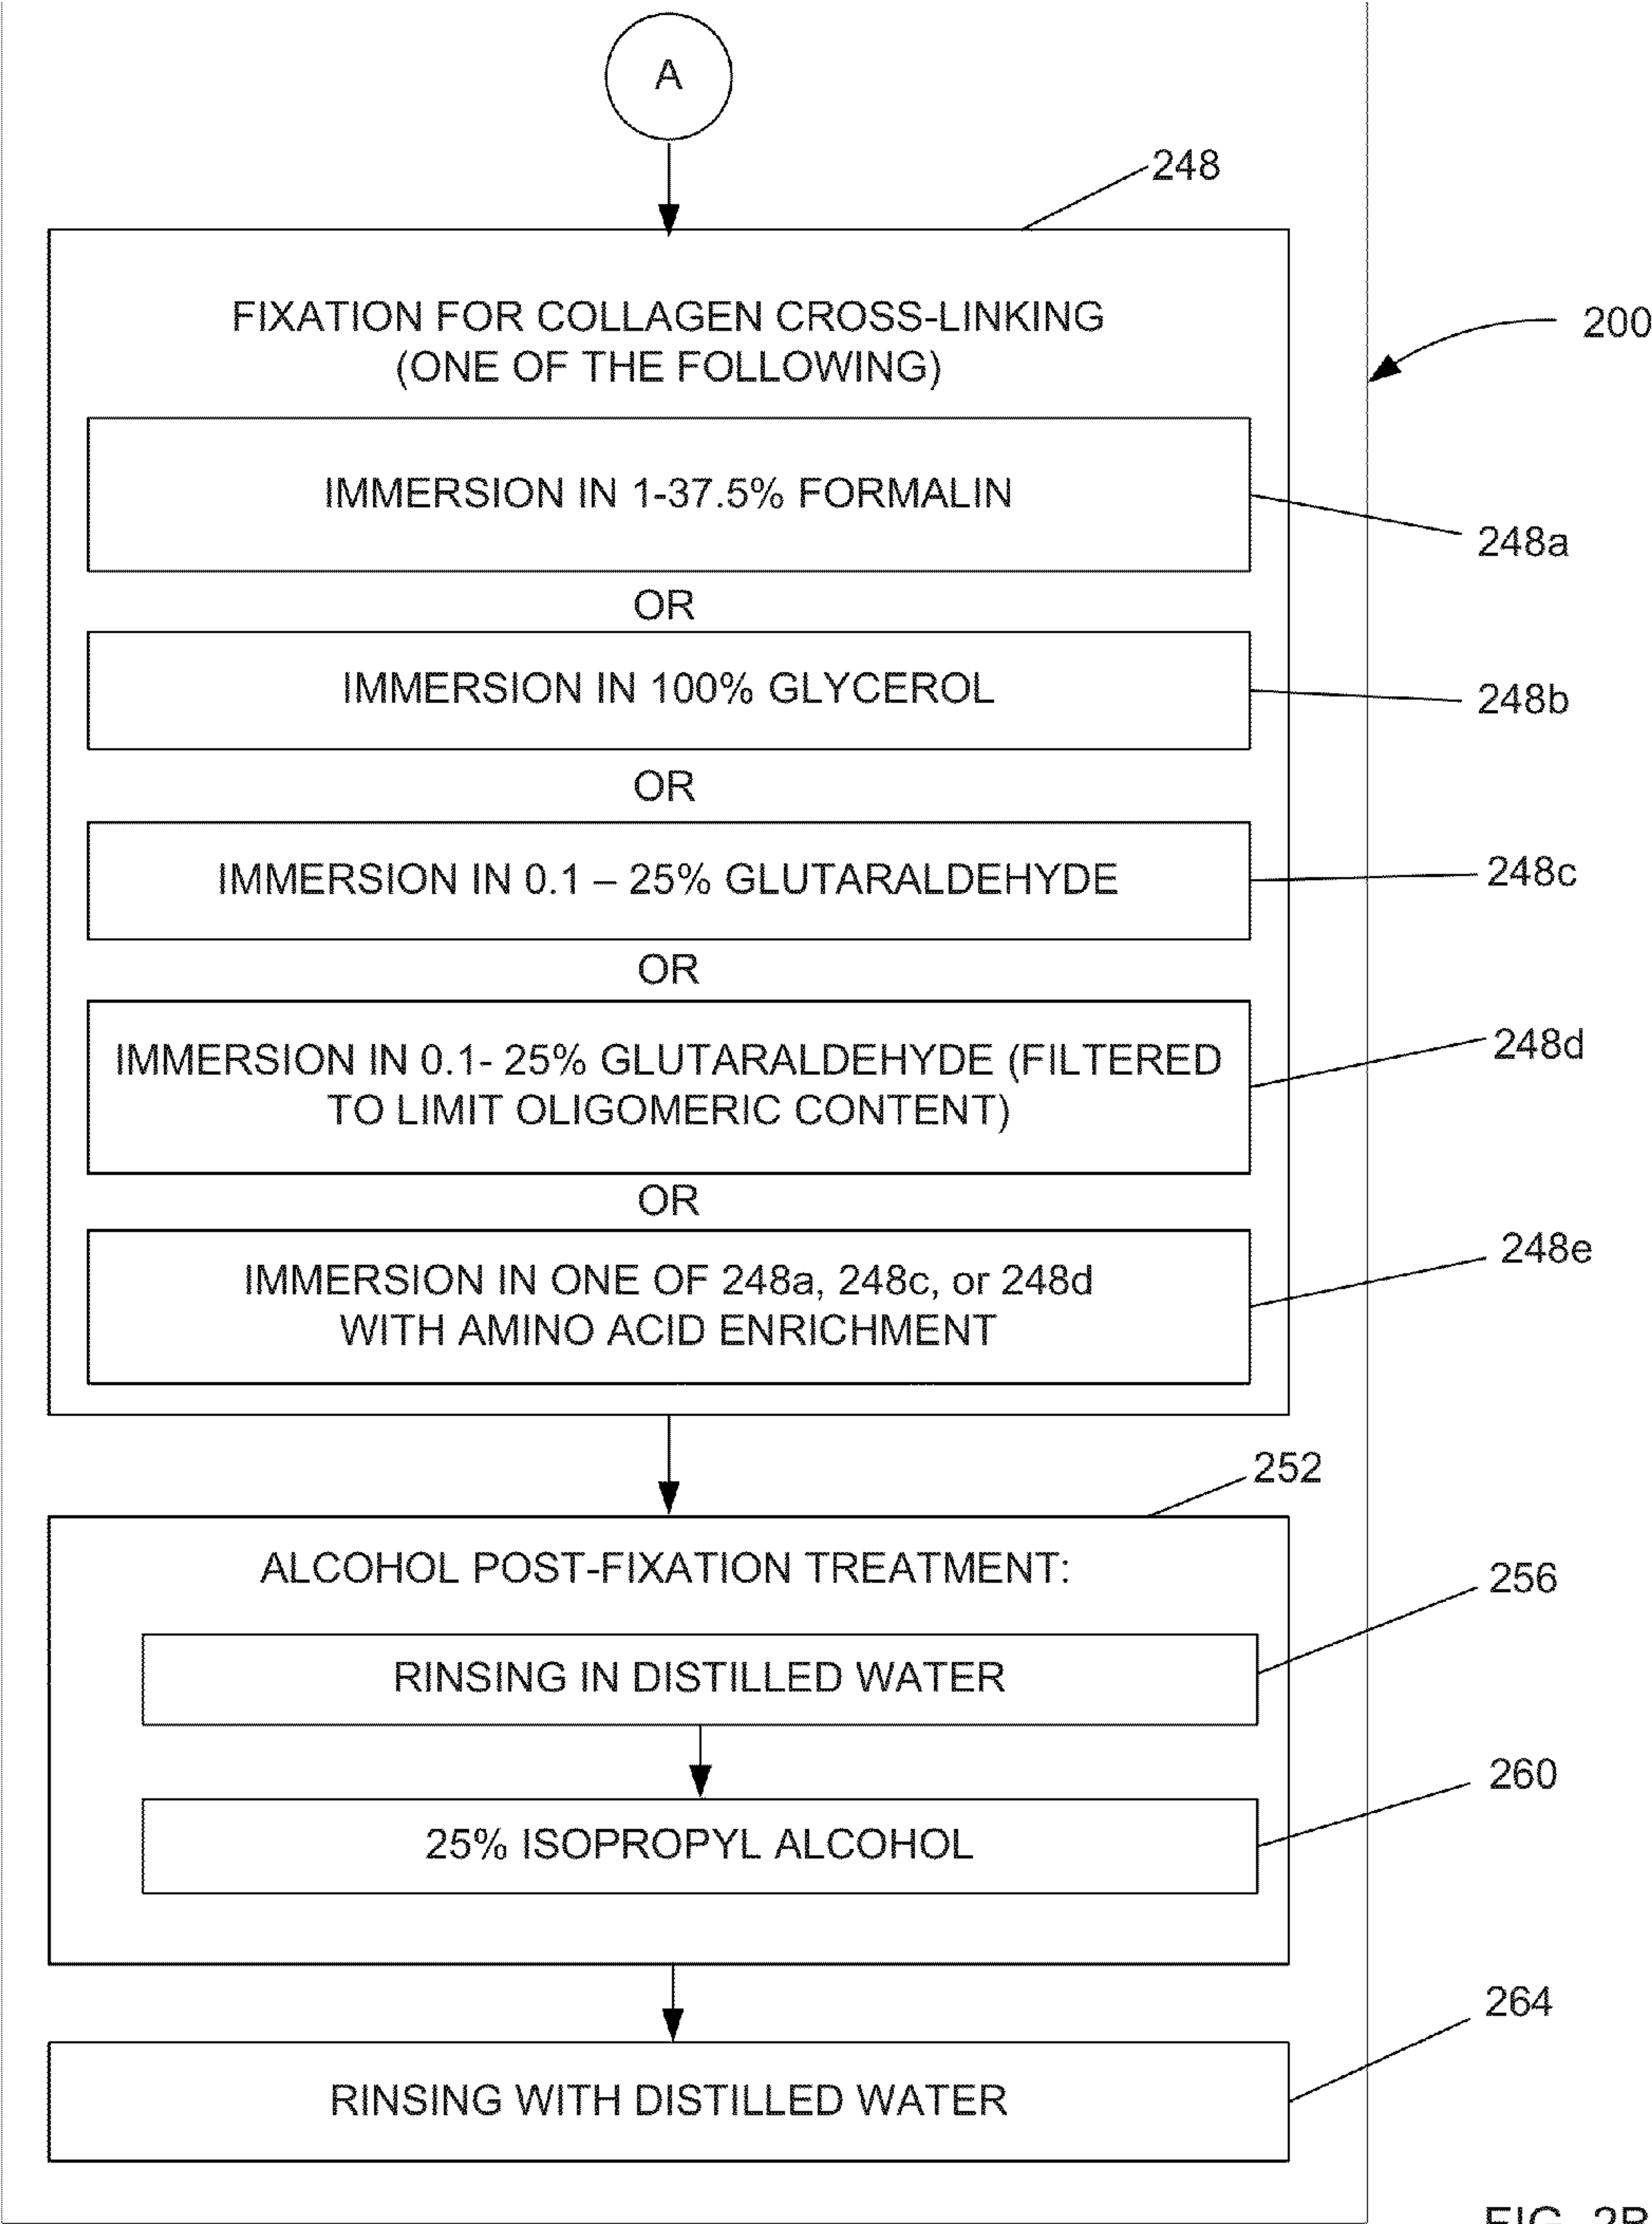 A
248
FIXATION FOR COLLAGEN CROSS-LINKING
(ONE OF THE FOLLOWING)
200
IMMERSION IN 1-37.5% FORMALIN
248a
OR
IMMERSION IN 100% GLYCEROL
248b
OR
IMMERSION IN 0.1 – 25% GLUTARALDEHYDE
248c
OR
IMMERSION IN 0.1- 25% GLUTARALDEHYDE (FILTERED
TO LIMIT OLIGOMERIC CONTENT)
248d
OR
IMMERSION IN ONE OF 248a, 248c, or 248d
WITH AMINO ACID ENRICHMENT
248e
252
ALCOHOL POST-FIXATION TREATMENT:
256
RINSING IN DISTILLED WATER
260
25% ISOPROPYL ALCOHOL
264
RINSING WITH DISTILLED WATER
FIG. 2B